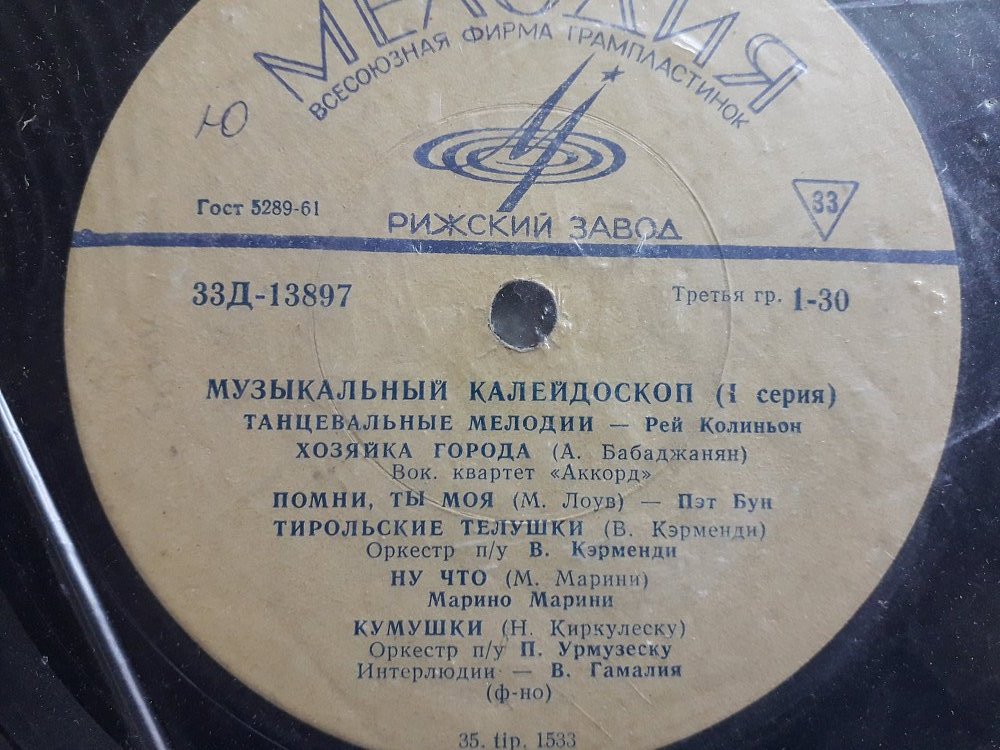 МЕЛОДИЯ
ВСЕСОЮЗНАЯ ФИРМА ГРАМПЛАСТИНОК
Ю
Гост 5289-61
РИЖСКИЙ ЗАВОД
33
33Д-13897
Третья гр. 1-30
МУЗЫКАЛЬНЫЙ КАЛЕЙДОСКОП (1 серия)
ТАНЦЕВАЛЬНЫЕ МЕЛОДИИ — Рей Колиньон
ХОЗЯЙКА ГОРОДА (А. Бабаджанян)
Вок. квартет «Аккорд»
ПОМНИ, ТЫ МОЯ (М. Лоув) — Пэт Бун
ТИРОЛЬСКИЕ ТЕЛУШКИ (В. Кэрменди)
Оркестр п/у В. Кэрменди
НУ ЧТО (М. Марини)
Марино Марини
КУМУШКИ (Н. Киркулеску)
Оркестр п/у П. Урмузеску
Интерлюдии — В. Гамалия
(ф-но)
35. tip. 1533